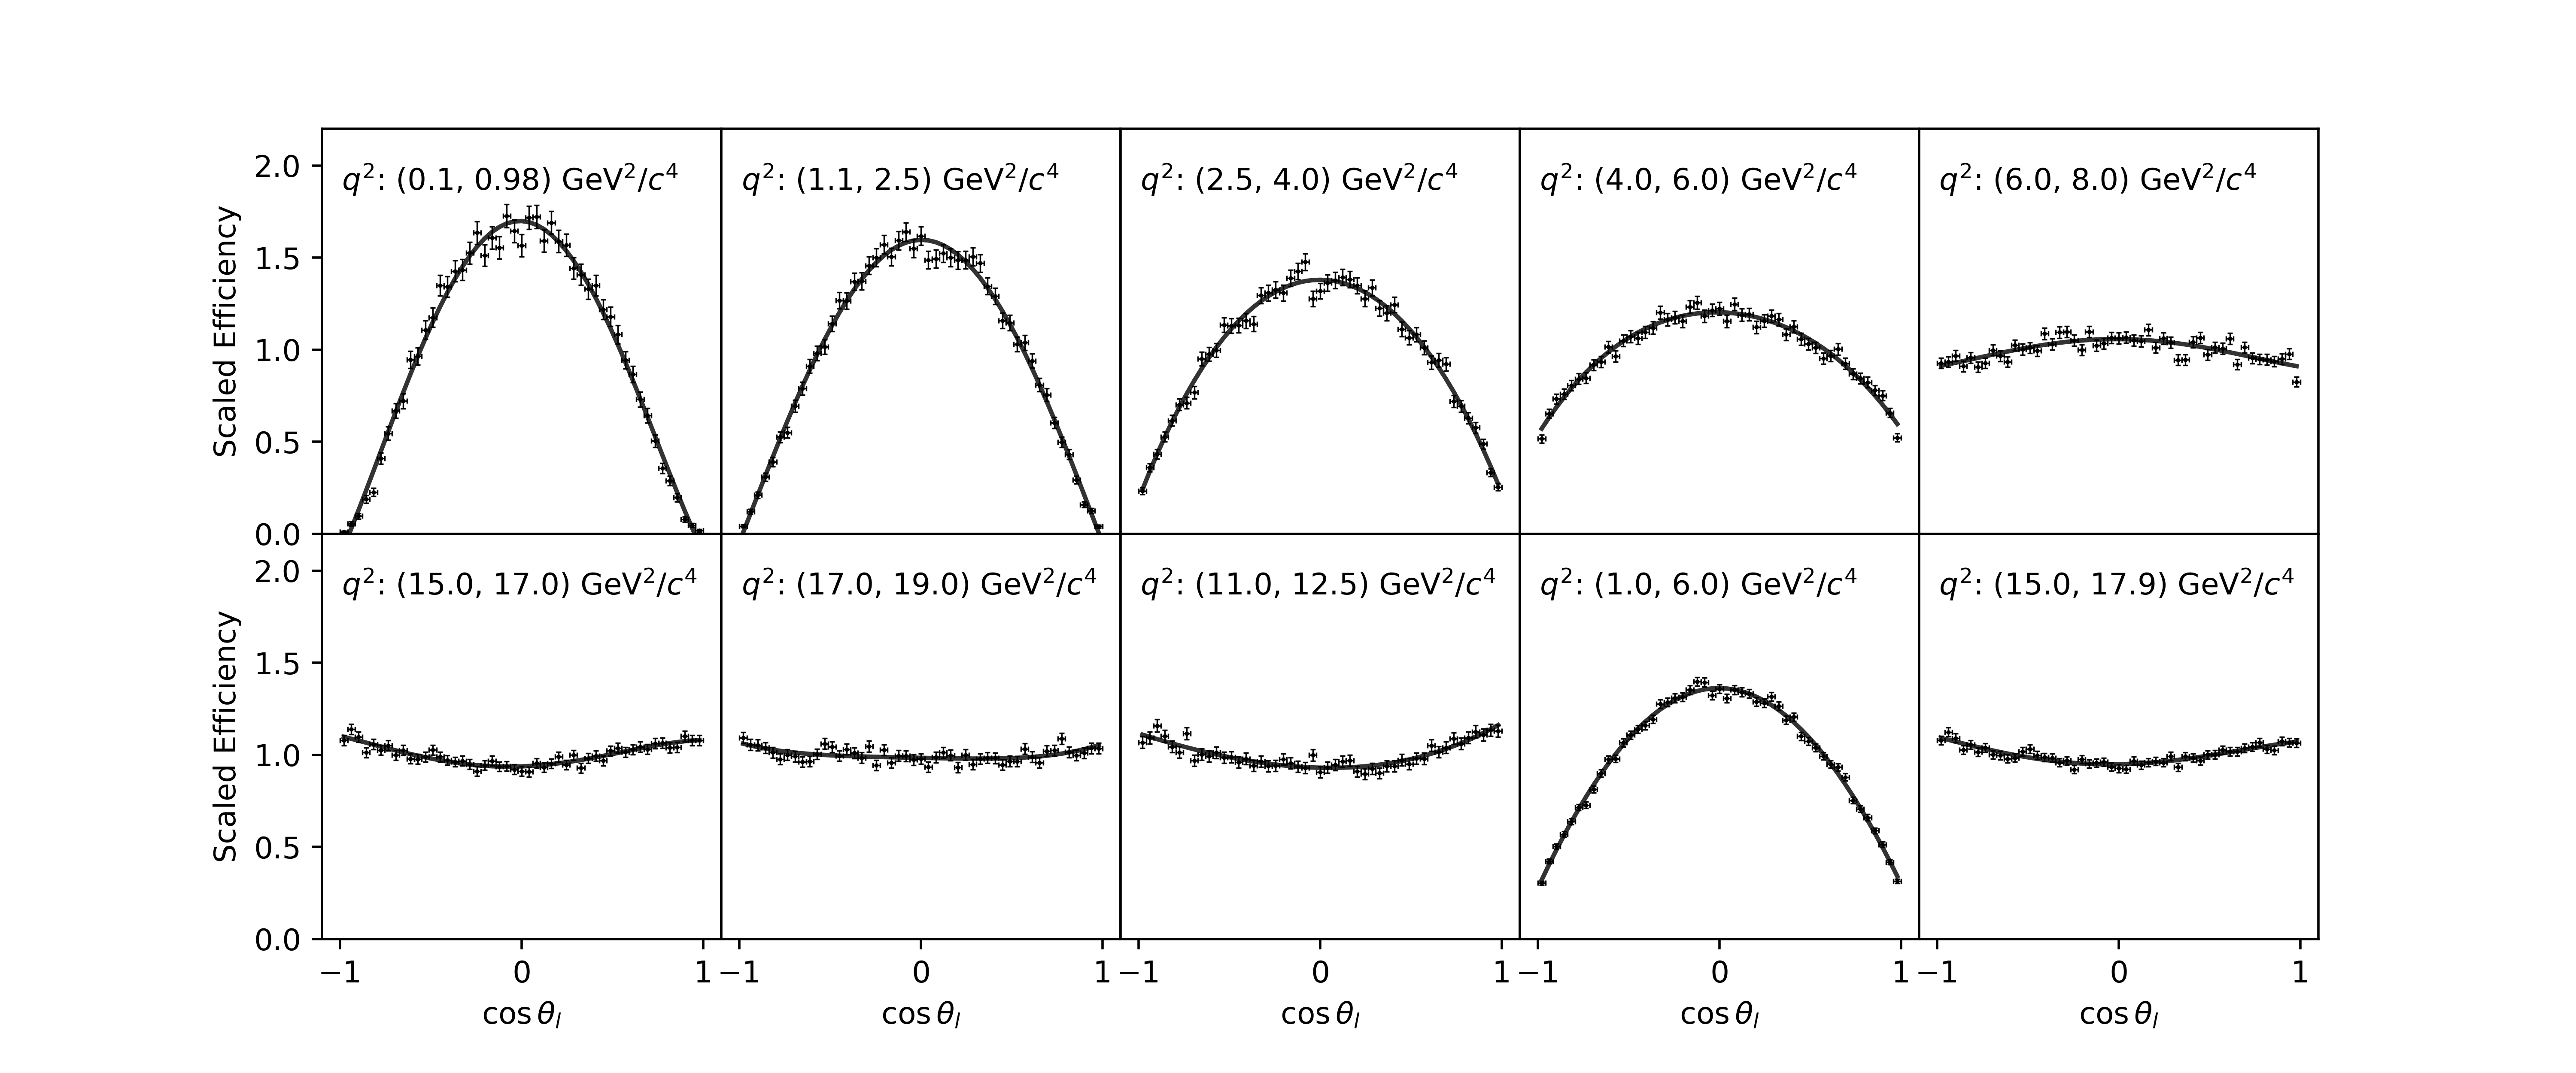 2.0
1.5
1.0
0.5
0.0
Scaled Efficiency
q²: (0.1, 0.98) GeV²/c⁴
q²: (1.1, 2.5) GeV²/c⁴
q²: (2.5, 4.0) GeV²/c⁴
q²: (4.0, 6.0) GeV²/c⁴
q²: (6.0, 8.0) GeV²/c⁴
2.0
1.5
1.0
0.5
0.0
Scaled Efficiency
q²: (15.0, 17.0) GeV²/c⁴
q²: (17.0, 19.0) GeV²/c⁴
q²: (11.0, 12.5) GeV²/c⁴
q²: (1.0, 6.0) GeV²/c⁴
q²: (15.0, 17.9) GeV²/c⁴
−1 0 1
−1 0 1
−1 0 1
−1 0 1
−1 0 1
cos θₗ
cos θₗ
cos θₗ
cos θₗ
cos θₗ